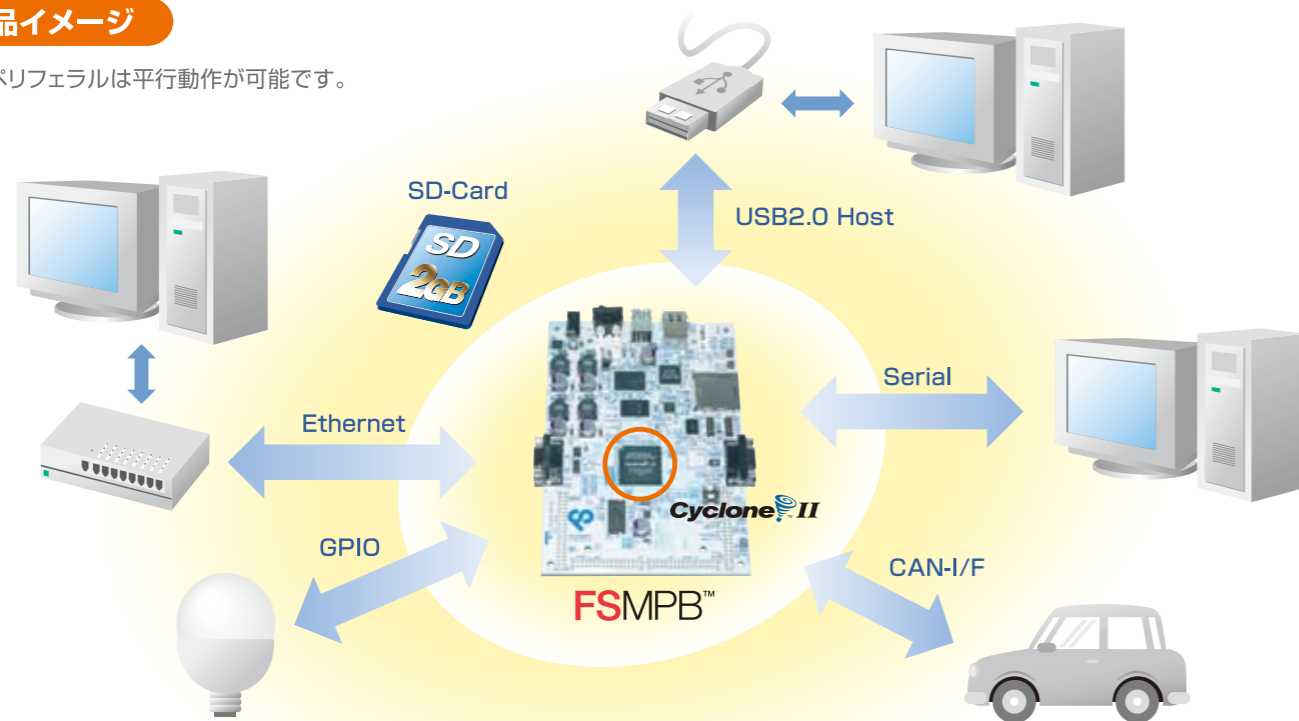 品イメージ
ペリフェラルは平行動作が可能です。
SD-Card
SD
2GB
USB2.0 Host
Serial
Ethernet
Cyclone II
GPIO
CAN-I/F
FSMPB™